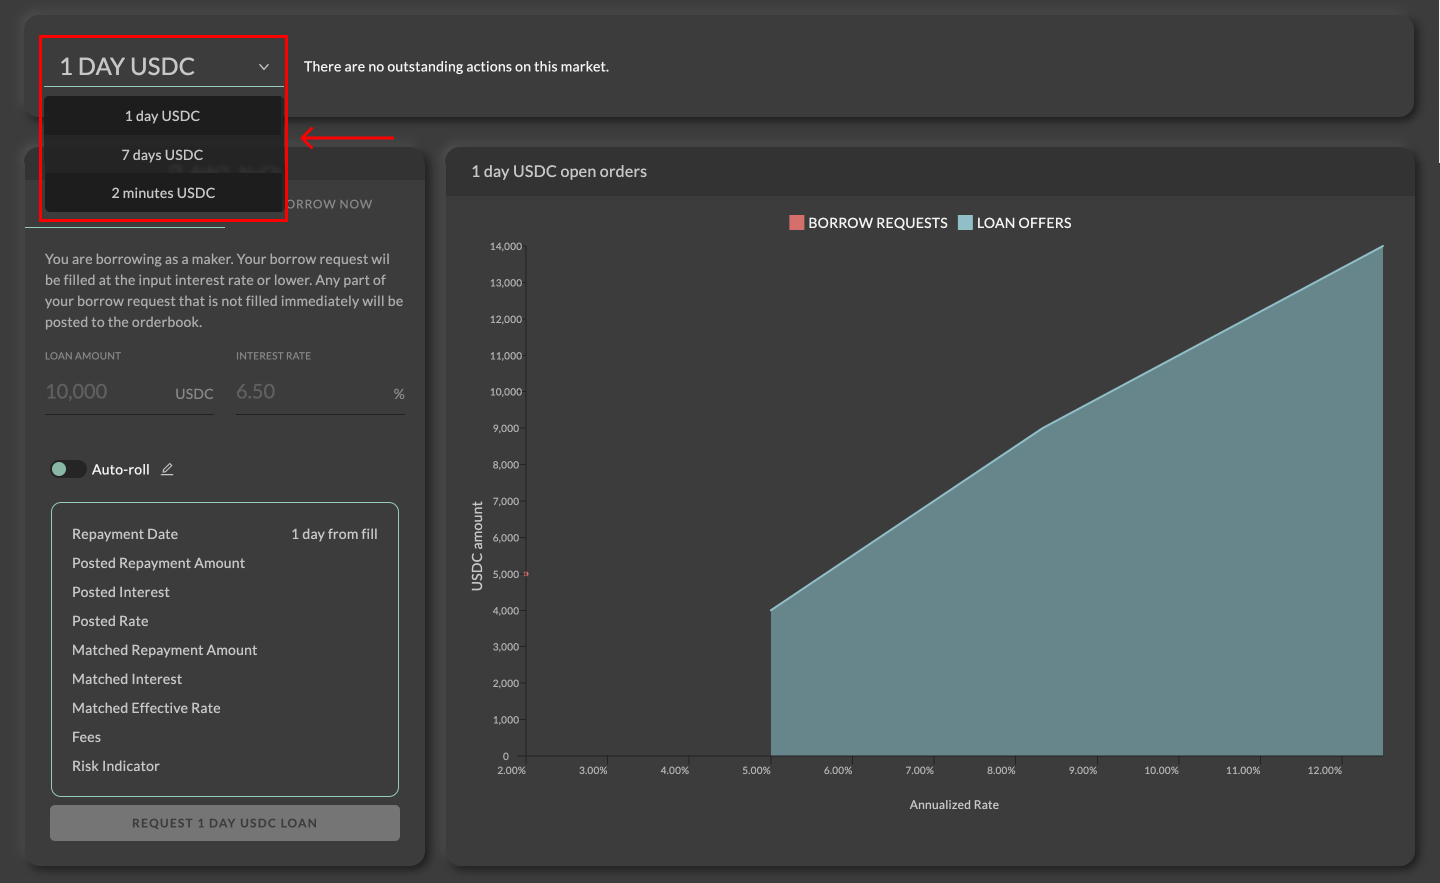 1 DAY USDC
There are no outstanding actions on this market.
1 day USDC
7 days USDC
2 minutes USDC
ORROW NOW
You are borrowing as a maker. Your borrow request wil
be filled at the input interest rate or lower. Any part of
your borrow request that is not filled immediately will be
posted to the orderbook.
LOAN AMOUNT
INTEREST RATE
10,000 USDC
6.50 %
Auto-roll
Repayment Date 1 day from fill
Posted Repayment Amount
Posted Interest
Posted Rate
Matched Repayment Amount
Matched Interest
Matched Effective Rate
Fees
Risk Indicator
REQUEST 1 DAY USDC LOAN
1 day USDC open orders
BORROW REQUESTS LOAN OFFERS
14,000
13,000
12,000
11,000
10,000
9,000
8,000
7,000
6,000
5,000
4,000
3,000
2,000
1,000
0
USDC amount
2.00% 3.00% 4.00% 5.00% 6.00% 7.00% 8.00% 9.00% 10.00% 11.00% 12.00%
Annualized Rate